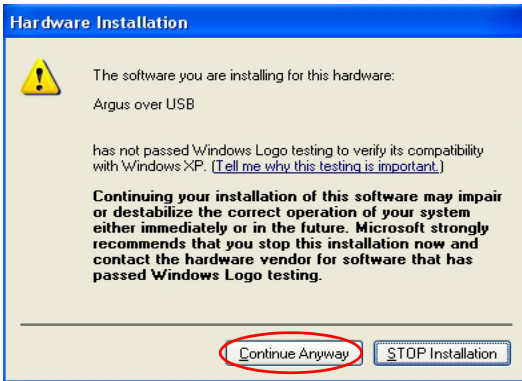 Hardware Installation
The software you are installing for this hardware:
Argus over USB
has not passed Windows Logo testing to verify its compatibility
with Windows XP. (Tell me why this testing is important.)
Continuing your installation of this software may impair
or destabilize the correct operation of your system
either immediately or in the future. Microsoft strongly
recommends that you stop this installation now and
contact the hardware vendor for software that has
passed Windows Logo testing.
Continue Anyway STOP Installation